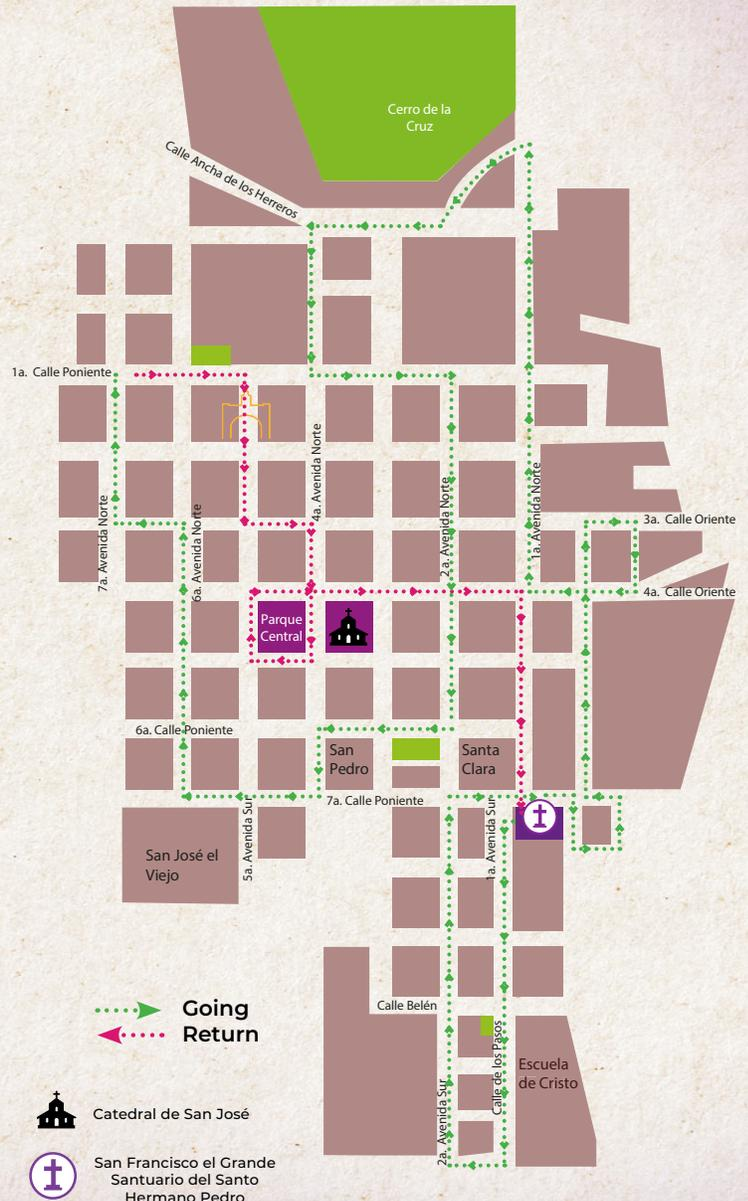 Cerro de la
Cruz
Calle Ancha de los Herreros
1a. Calle Poniente
4a. Avenida Norte
7a. Avenida Norte
6a. Avenida Norte
2a. Avenida Norte
1a. Avenida Norte
3a. Calle Oriente
4a. Calle Oriente
Parque
Central
6a. Calle Poniente
San
Pedro
Santa
Clara
7a. Calle Poniente
5a. Avenida Sur
1a. Avenida Sur
San José el
Viejo
Calle Belén
Calle de los Pasos
2a. Avenida Sur
Escuela
de Cristo
Going
Return
Catedral de San José
San Francisco el Grande
Santuario del Santo
Hermano Pedro